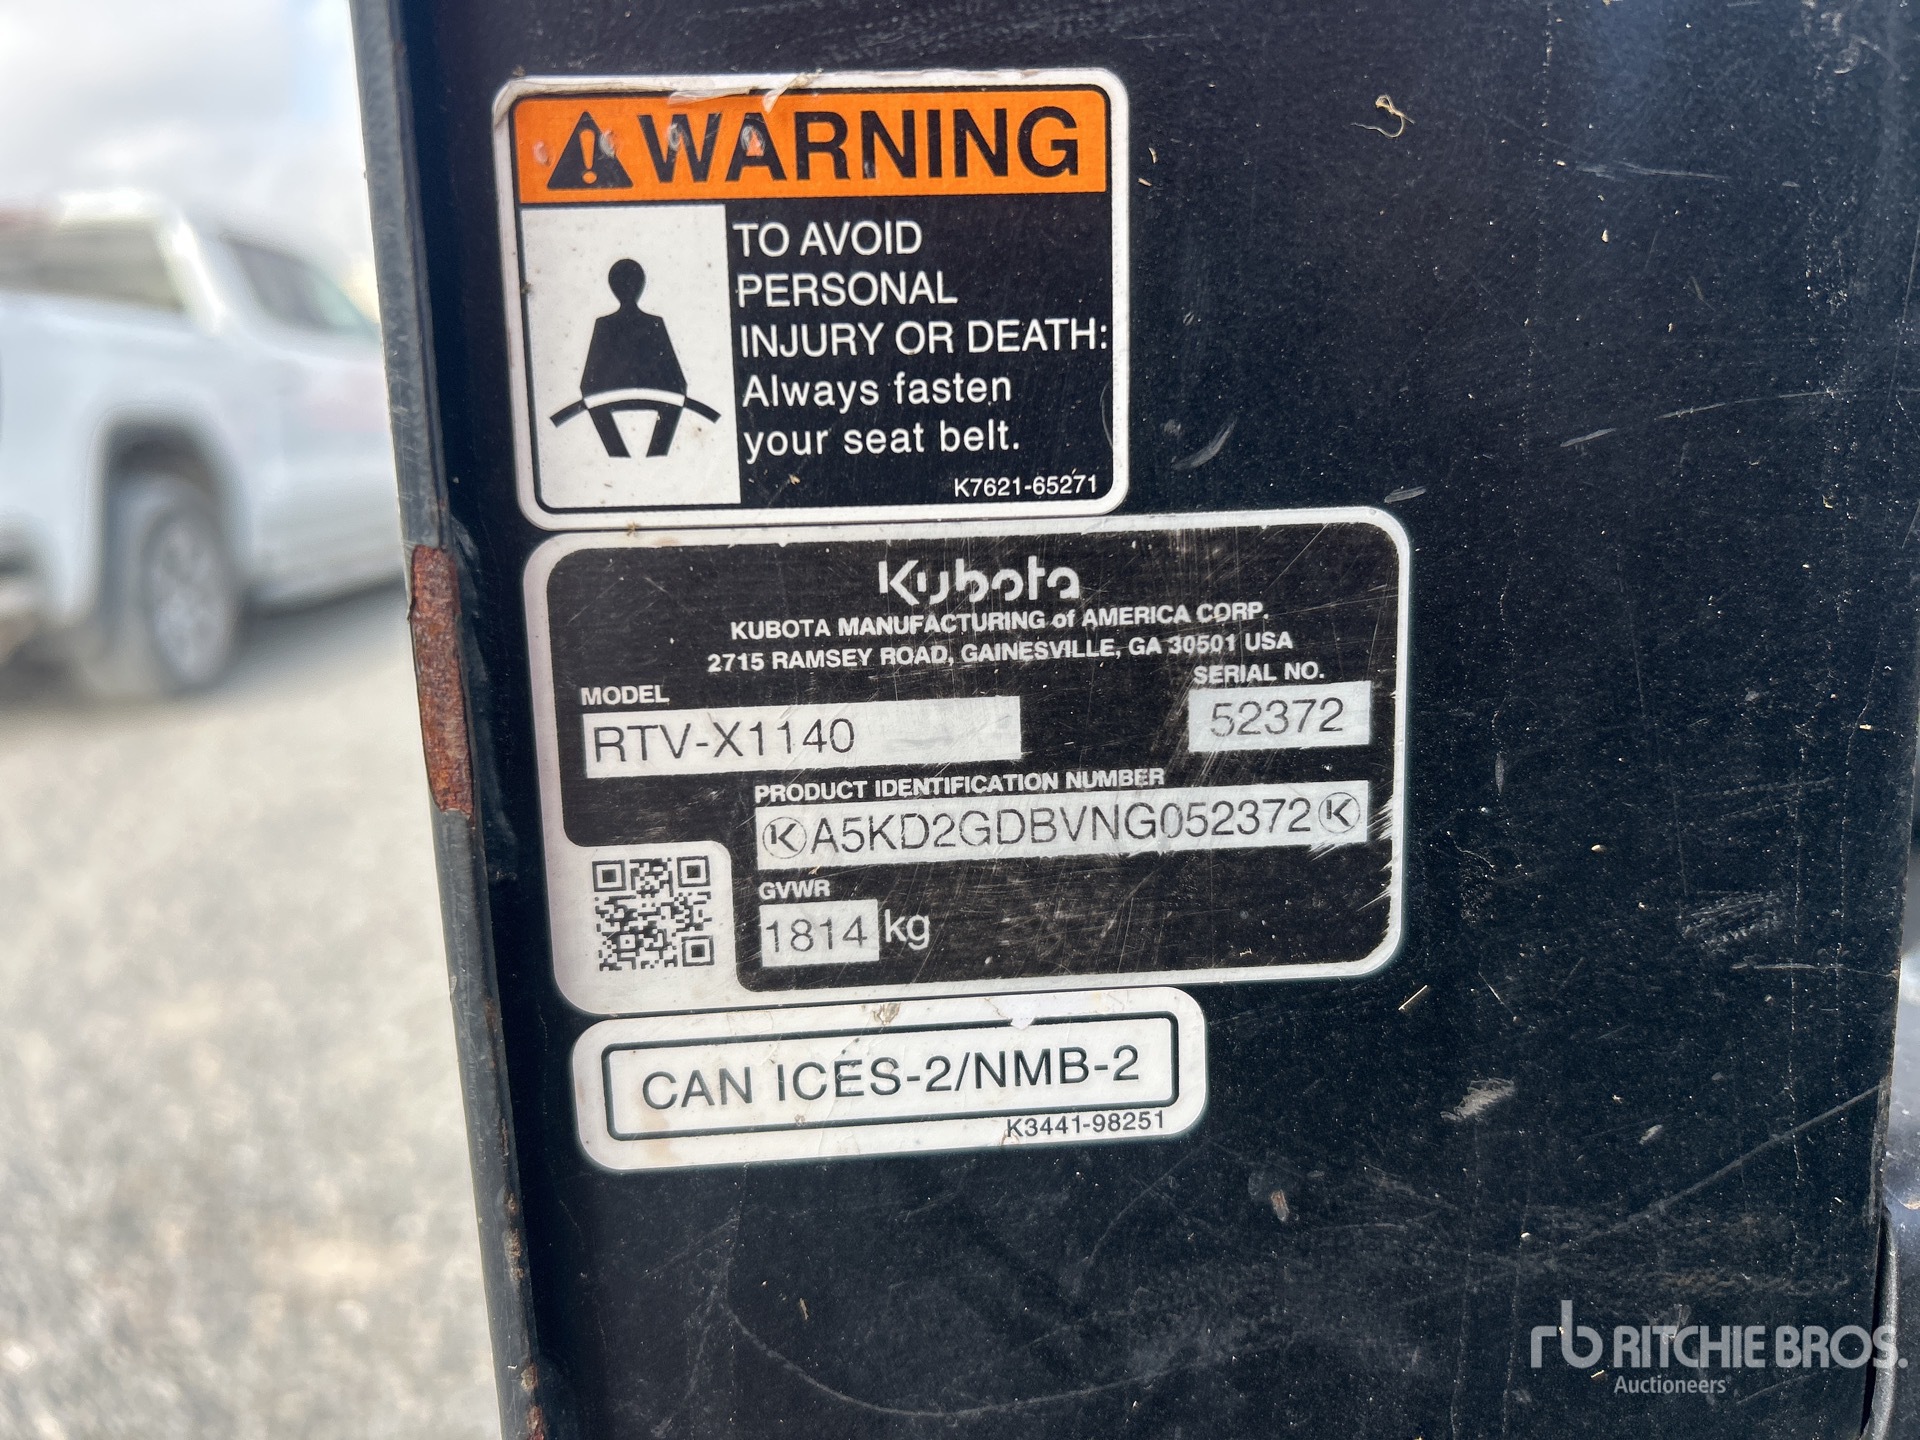 WARNING
TO AVOID
PERSONAL
INJURY OR DEATH:
Always fasten
your seat belt.
K7621-65271
Kubota
KUBOTA MANUFACTURING of AMERICA CORP.
2715 RAMSEY ROAD, GAINESVILLE, GA 30501 USA
MODEL
SERIAL NO.
RTV-X1140
52372
PRODUCT IDENTIFICATION NUMBER
K A5KD2GDBVNG052372 K
GVWR
1814 kg
CAN ICES-2/NMB-2
K3441-98251
rb RITCHIE BROS.
Auctioneers